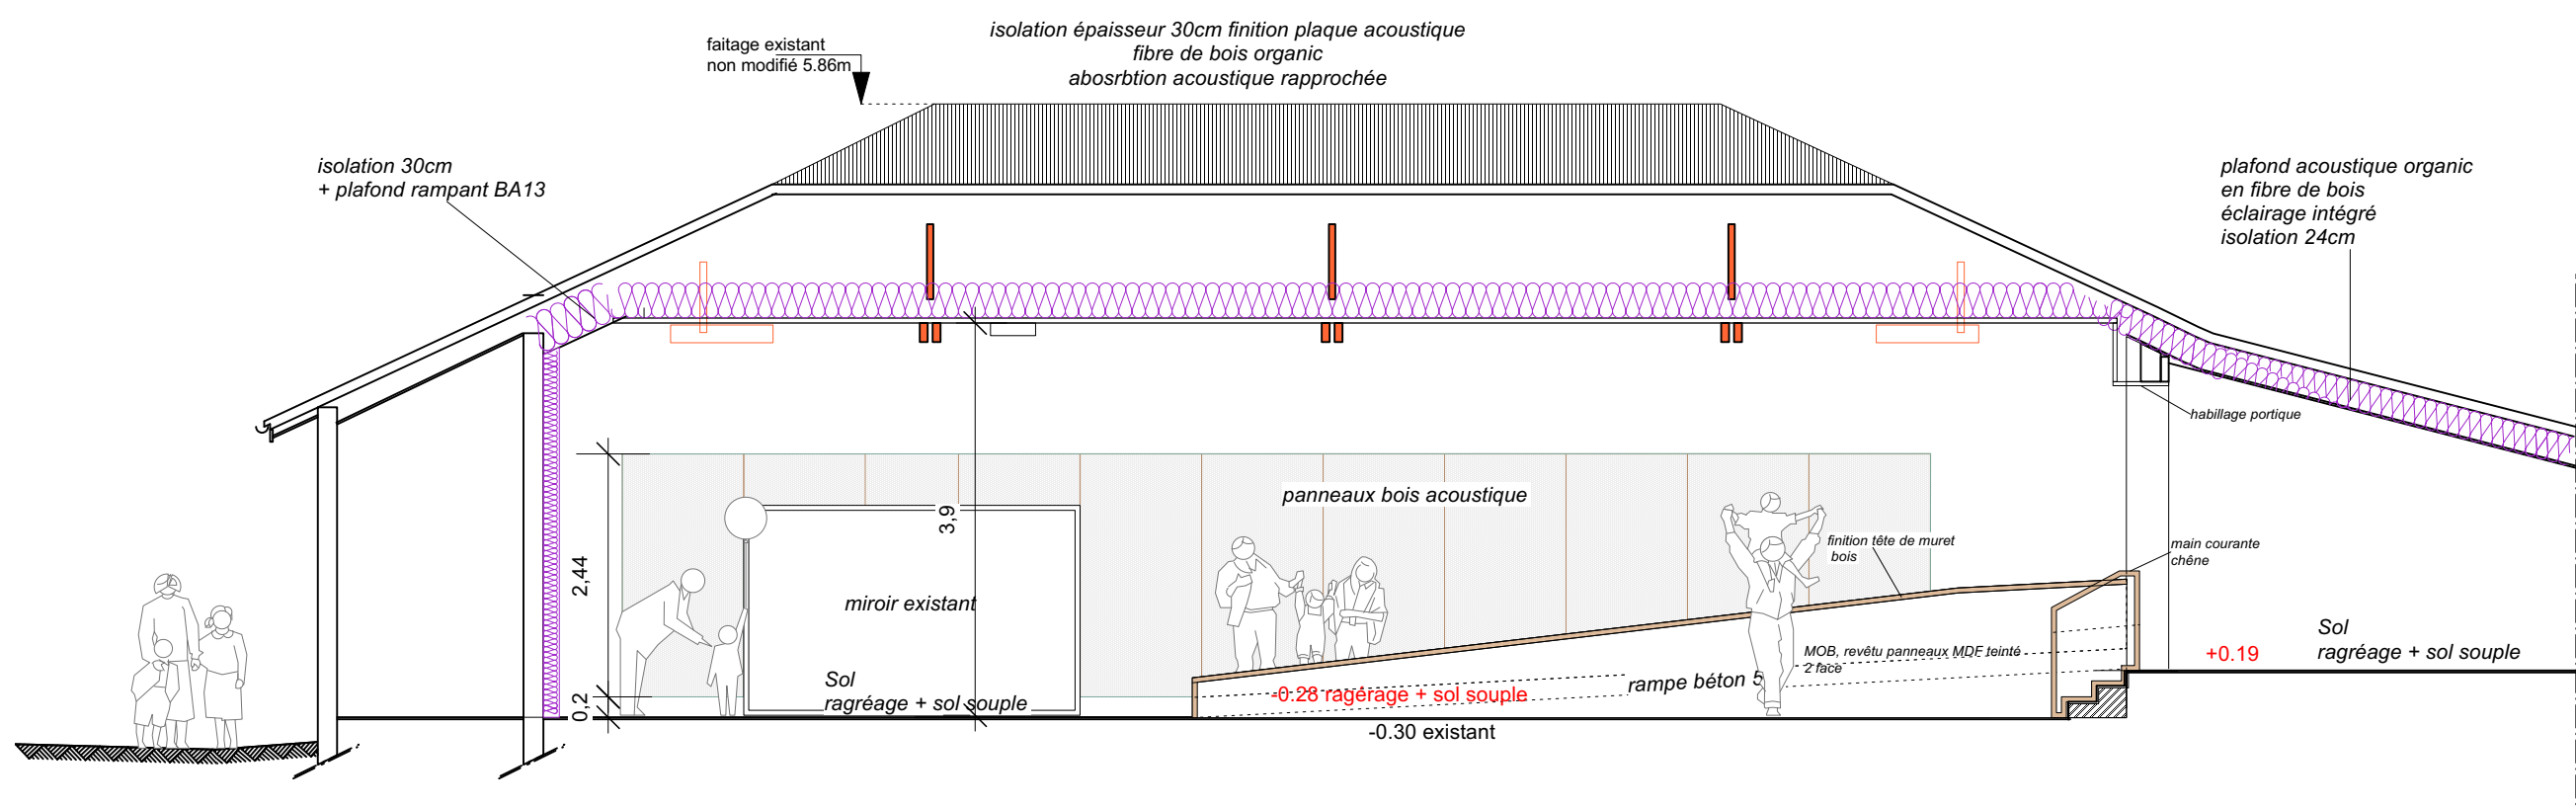 isolation épaisseur 30cm finition plaque acoustique
fibre de bois organic
abosrbtion acoustique rapprochée
faitage existant
non modifié 5.86m
isolation 30cm
+ plafond rampant BA13
plafond acoustique organic
en fibre de bois
éclairage intégré
isolation 24cm
habillage portique
panneaux bois acoustique
3,9
2,44
0,2
miroir existant
finition tête de muret
bois
main courante
chêne
MOB, revêtu panneaux MDF teinté
2 face
Sol
ragréage + sol souple
+0.19
Sol
ragréage + sol souple
-0.28 ragérage + sol souple
rampe béton 5
-0.30 existant